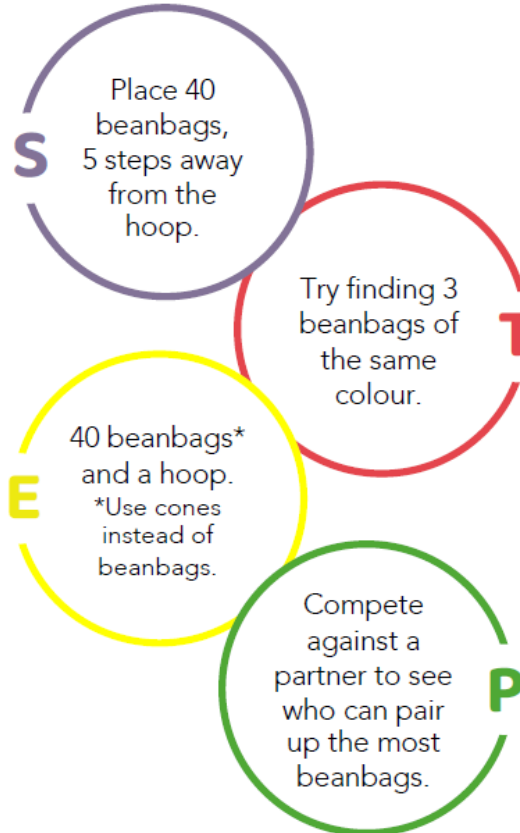 S
Place 40
beanbags,
5 steps away
from the
hoop.
T
Try finding 3
beanbags of
the same
colour.
E
40 beanbags*
and a hoop.
*Use cones
instead of
beanbags.
P
Compete
against a
partner to see
who can pair
up the most
beanbags.